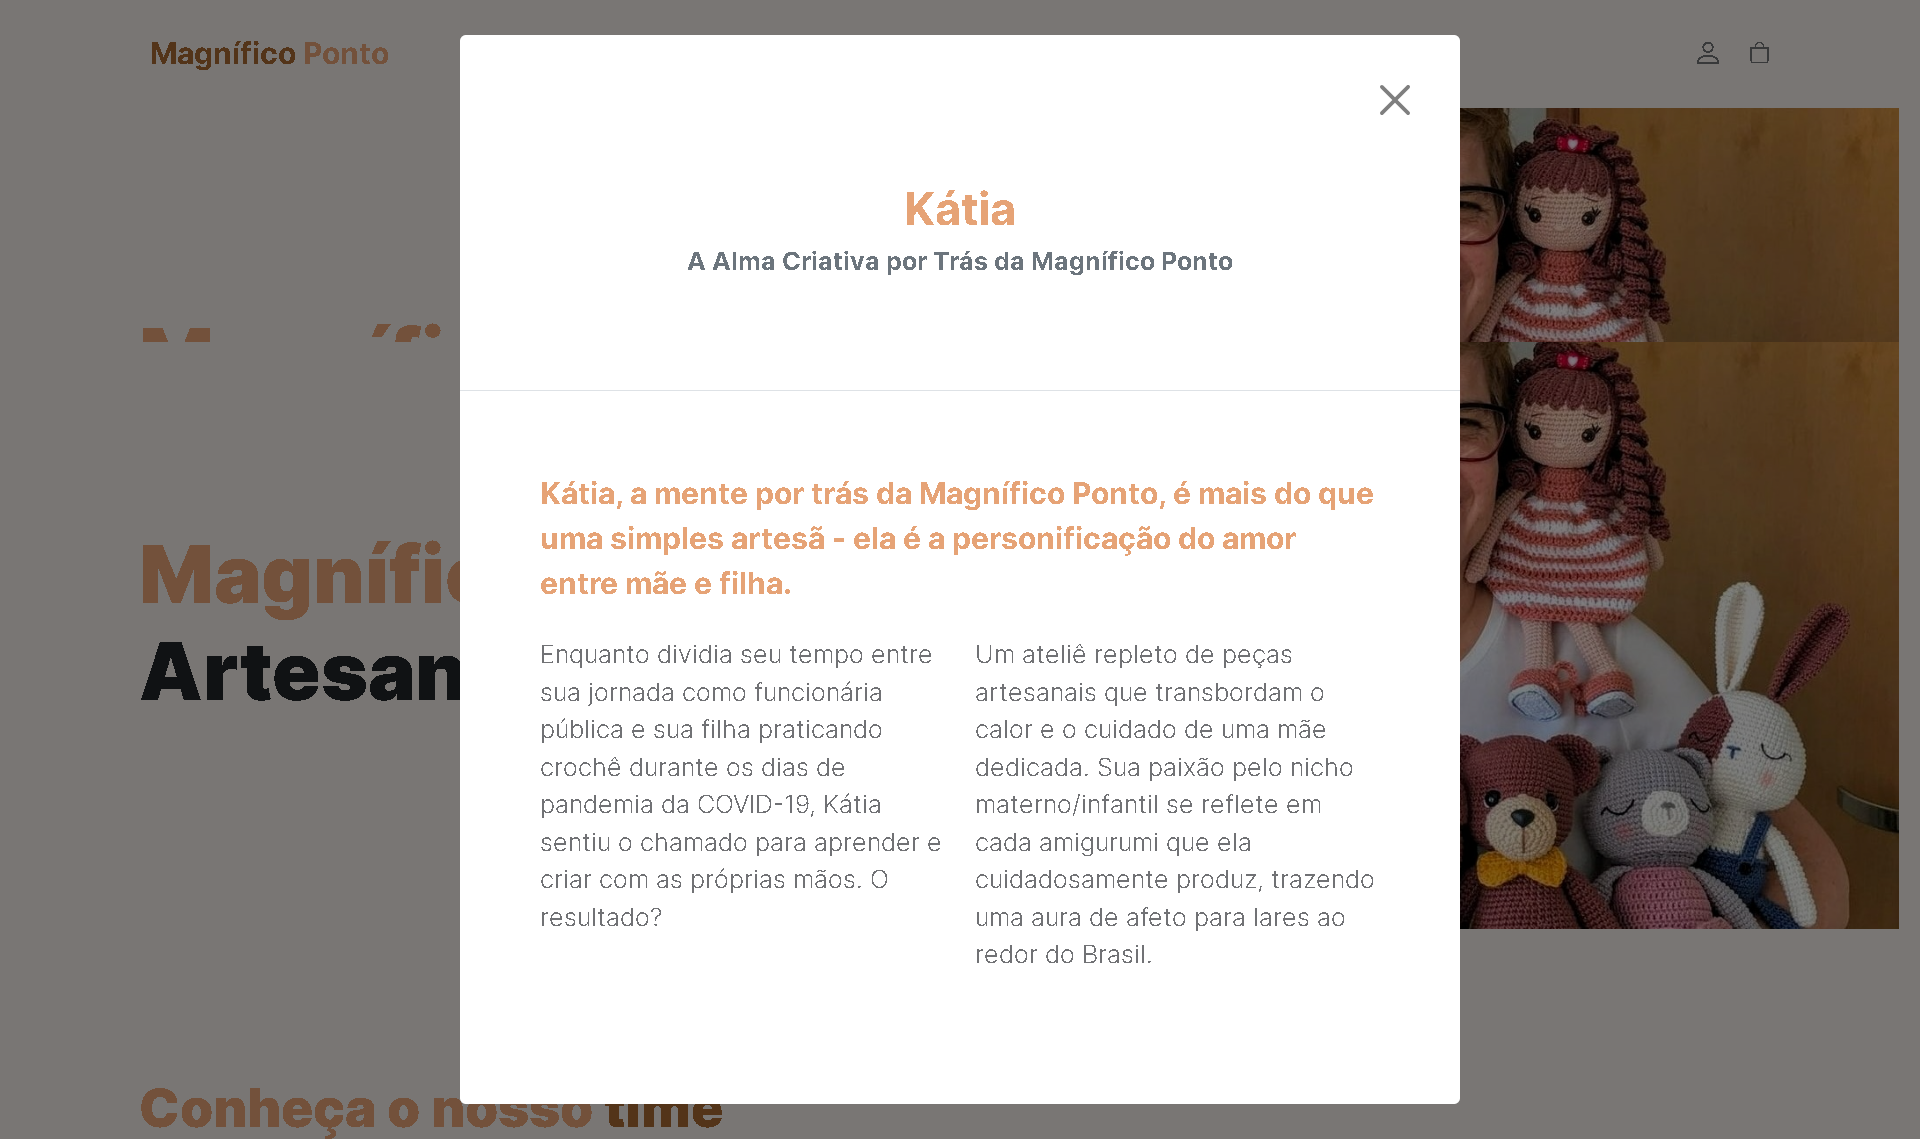 Magnífico Ponto
Kátia
A Alma Criativa por Trás da Magnífico Ponto
Kátia, a mente por trás da Magnífico Ponto, é mais do que
uma simples artesã - ela é a personificação do amor
entre mãe e filha.
Enquanto dividia seu tempo entre
sua jornada como funcionária
pública e sua filha praticando
crochê durante os dias de
pandemia da COVID-19, Kátia
sentiu o chamado para aprender e
criar com as próprias mãos. O
resultado?
Um ateliê repleto de peças
artesanais que transbordam o
calor e o cuidado de uma mãe
dedicada. Sua paixão pelo nicho
materno/infantil se reflete em
cada amigurumi que ela
cuidadosamente produz, trazendo
uma aura de afeto para lares ao
redor do Brasil.
Magnífic
Artesan
Conheça o nosso time